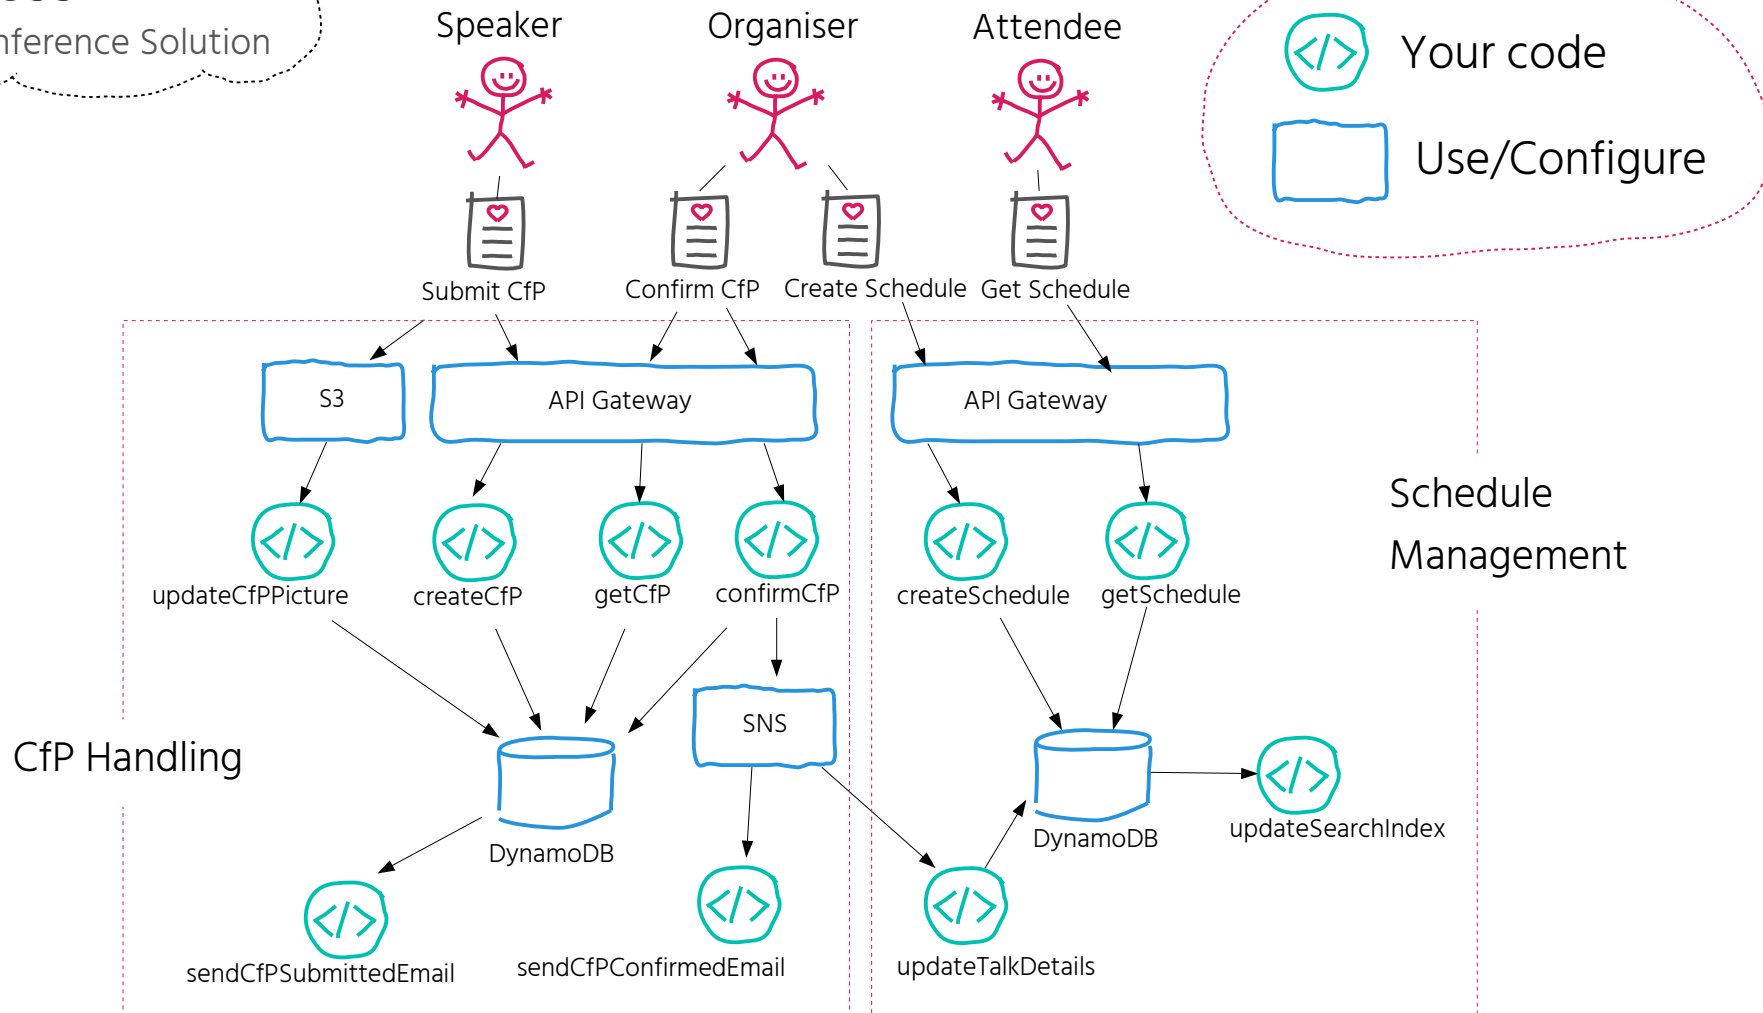 nference Solution
Speaker
Organiser
Attendee
Your code
Use/Configure
Submit CfP
Confirm CfP
Create Schedule
Get Schedule
S3
API Gateway
API Gateway
updateCfPPicture
createCfP
getCfP
confirmCfP
createSchedule
getSchedule
Schedule
Management
SNS
CfP Handling
DynamoDB
DynamoDB
updateSearchIndex
sendCfPSubmittedEmail
sendCfPConfirmedEmail
updateTalkDetails